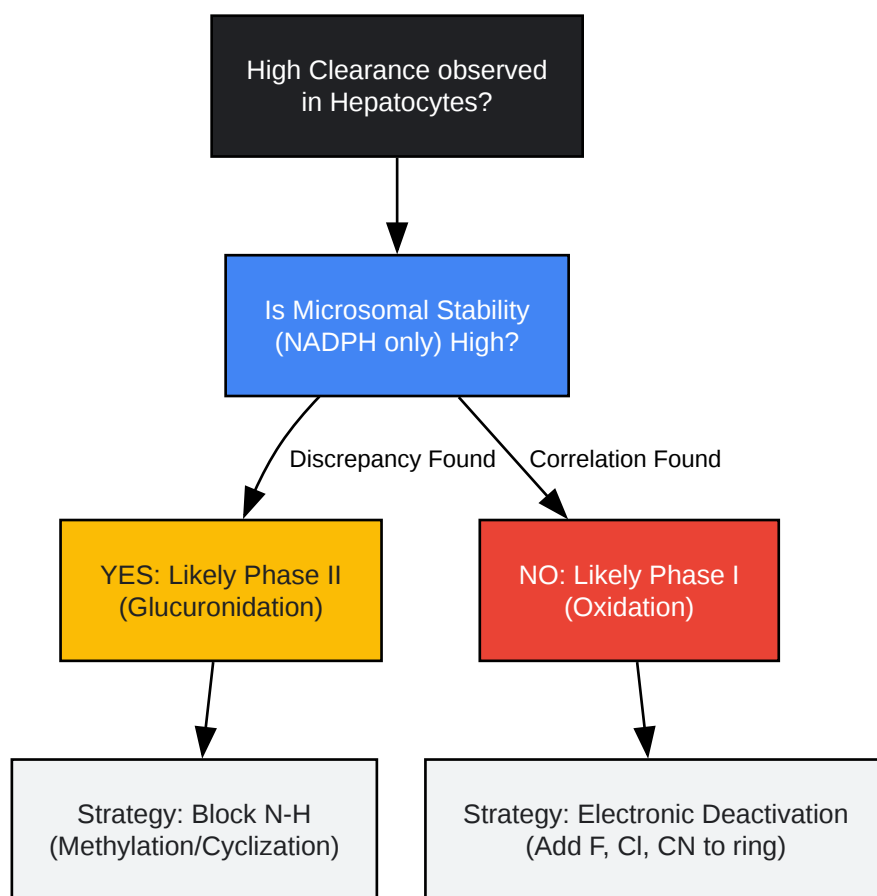 High Clearance observed
in Hepatocytes?
Is Microsomal Stability
(NADPH only) High?
Discrepancy Found
Correlation Found
YES: Likely Phase II
(Glucuronidation)
NO: Likely Phase I
(Oxidation)
Strategy: Block N-H
(Methylation/Cyclization)
Strategy: Electronic Deactivation
(Add F, Cl, CN to ring)